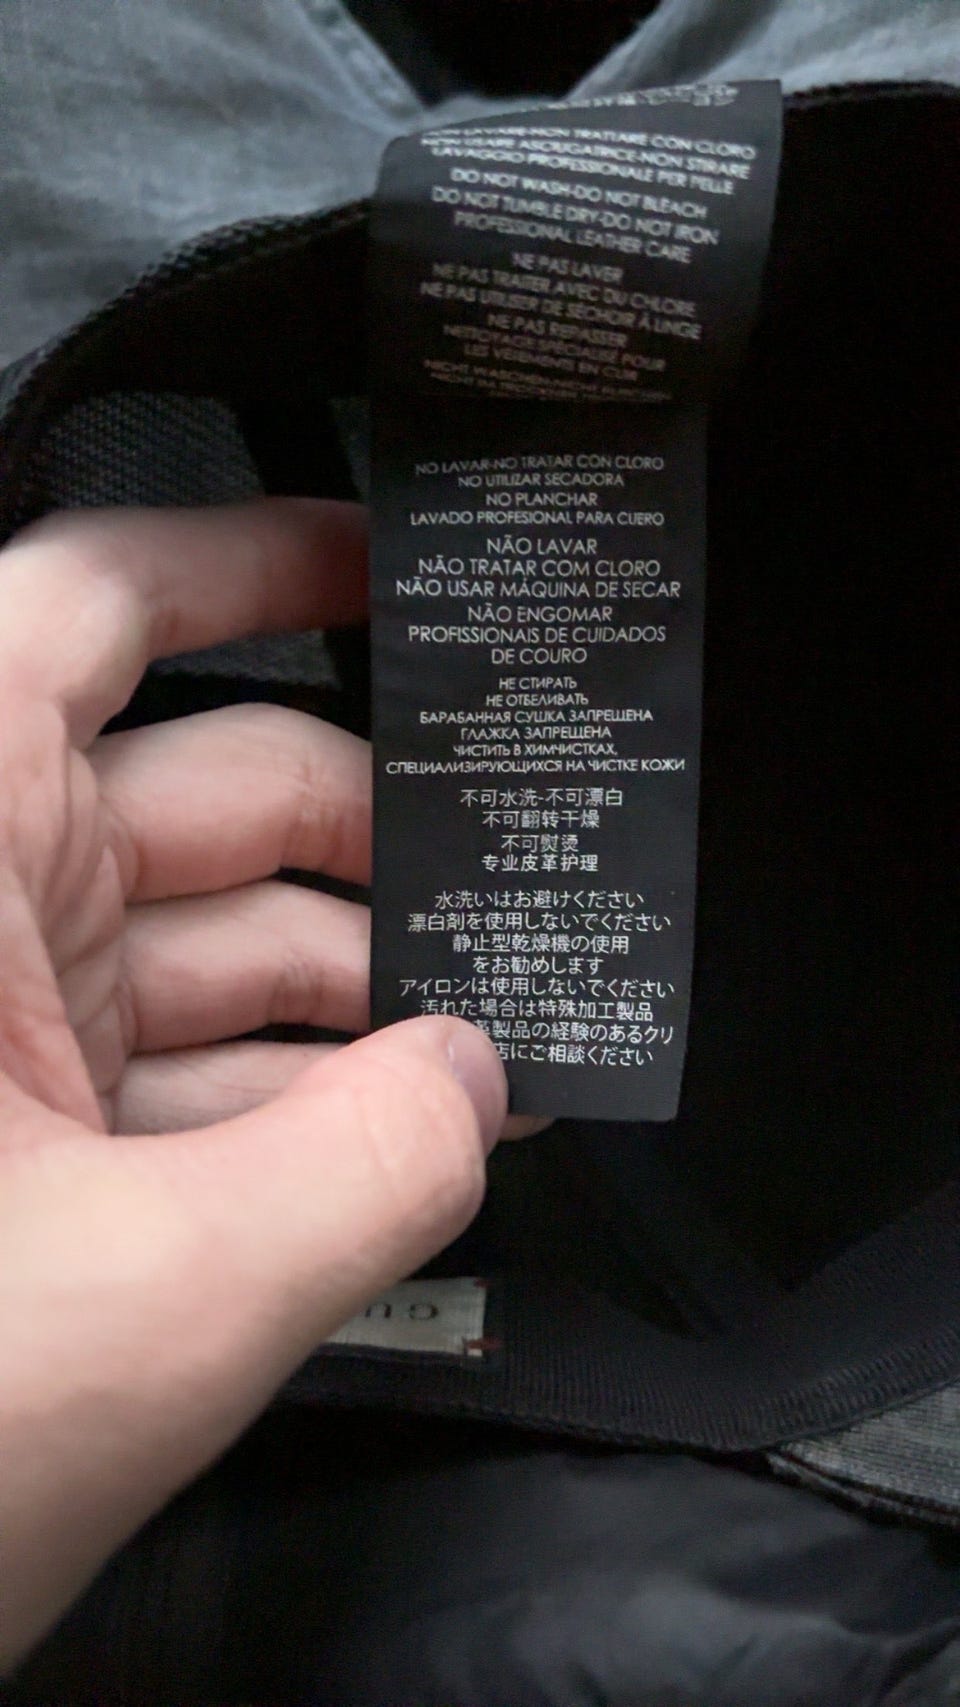 NON LAVARE-NON TRATTARE CON CLORO
NON USARE ASCIUGATRICE-NON STIRARE
LAVAGGIO PROFESSIONALE PER PELLE
DO NOT WASH-DO NOT BLEACH
DO NOT TUMBLE DRY-DO NOT IRON
PROFESSIONAL LEATHER CARE
NE PAS LAVER
NE PAS TRAITER AVEC DU CHLORE
NE PAS UTILISER DE SÉCHOIR À LINGE
NE PAS REPASSER
NETTOYAGE SPÉCIALISÉ POUR
LES VÊTEMENTS EN CUIR
NICHT WASCHEN-NICHT
NO LAVAR-NO TRATAR CON CLORO
NO UTILIZAR SECADORA
NO PLANCHAR
LAVADO PROFESIONAL PARA CUERO
NÃO LAVAR
NÃO TRATAR COM CLORO
NÃO USAR MÁQUINA DE SECAR
NÃO ENGOMAR
PROFISSIONAIS DE CUIDADOS
DE COURO
НЕ СТИРАТЬ
НЕ ОТБЕЛИВАТЬ
БАРАБАННАЯ СУШКА ЗАПРЕЩЕНА
ГЛАЖКА ЗАПРЕЩЕНА
ЧИСТИТЬ В ХИМЧИСТКАХ,
СПЕЦИАЛИЗИРУЮЩИХСЯ НА ЧИСТКЕ КОЖИ
不可水洗-不可漂白
不可翻转干燥
不可熨烫
专业皮革护理
水洗いはお避けください
漂白剤を使用しないでください
静止型乾燥機の使用
をお勧めします
アイロンは使用しないでください
汚れた場合は特殊加工製品
革製品の経験のあるクリ
店にご相談ください
GU